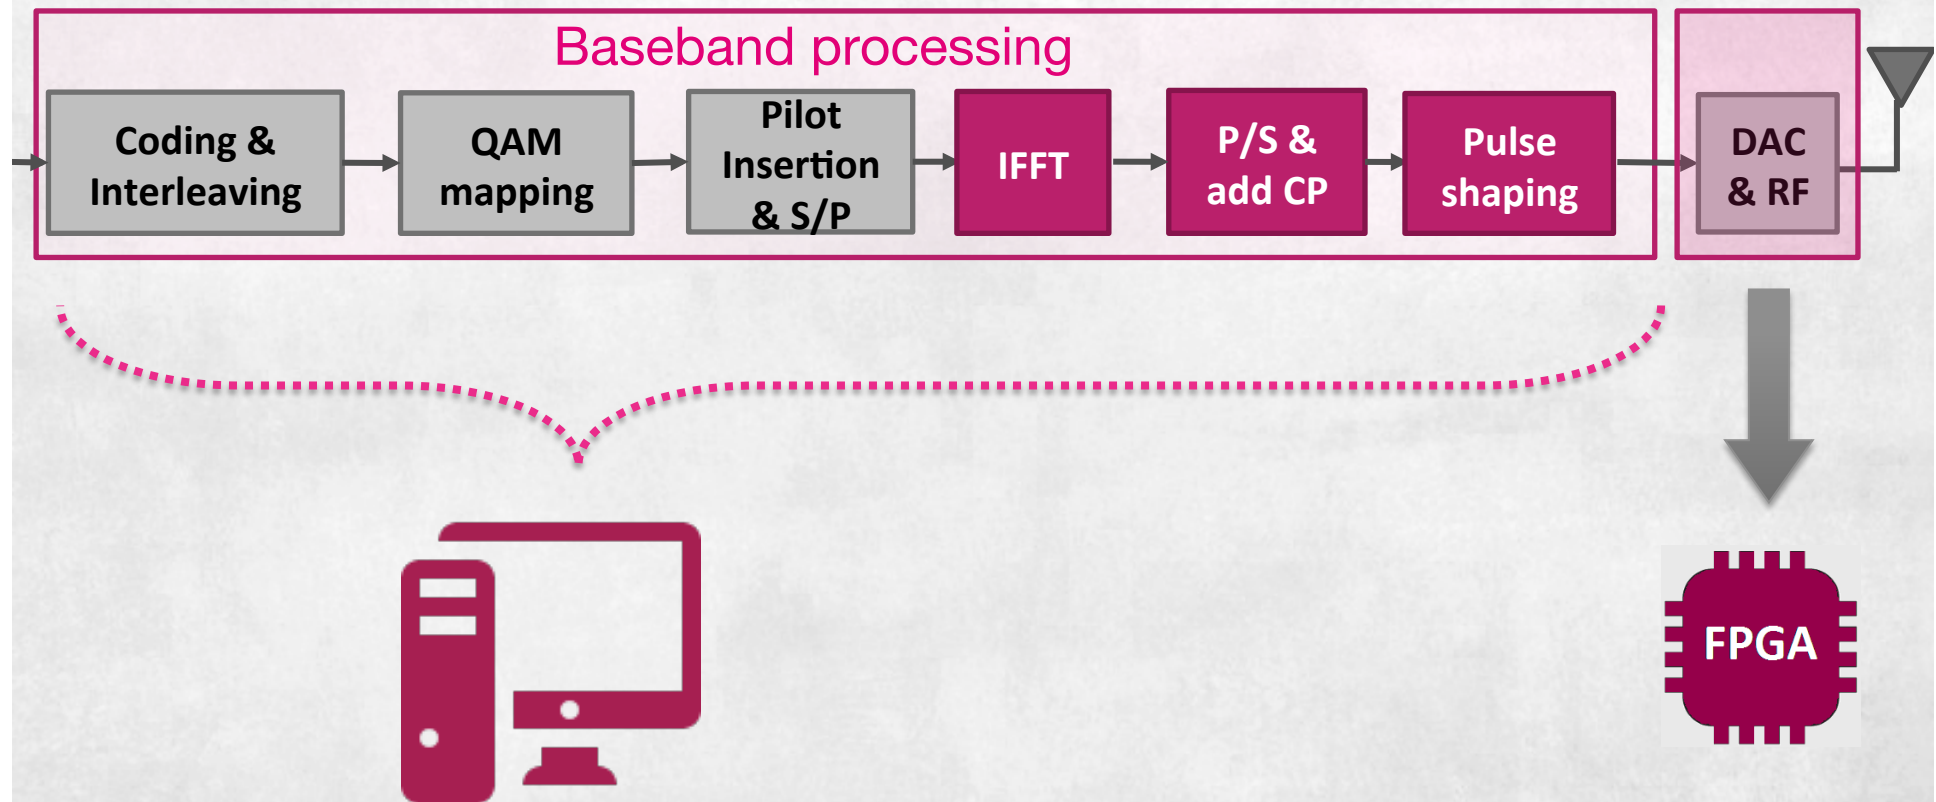 Baseband processing
Coding &
Interleaving
QAM
mapping
Pilot
Insertion
& S/P
IFFT
P/S &
add CP
Pulse
shaping
DAC
& RF
FPGA